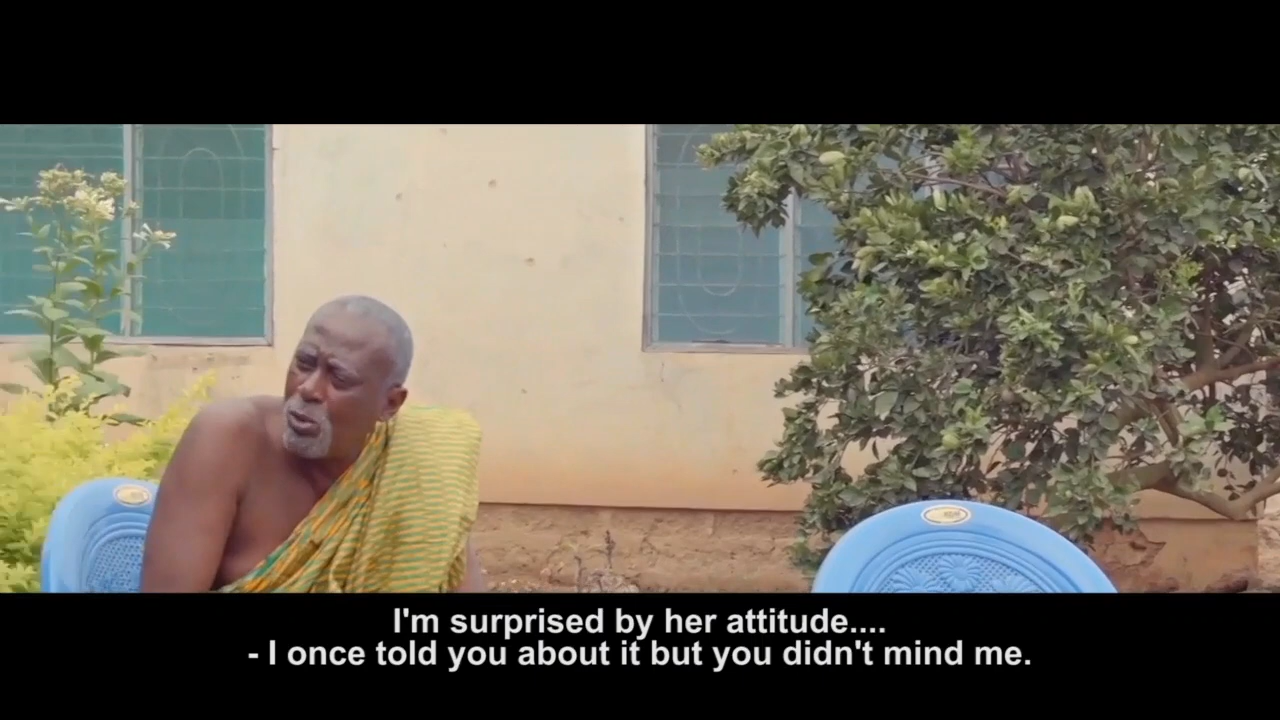 I'm surprised by her attitude....
- I once told you about it but you didn't mind me.